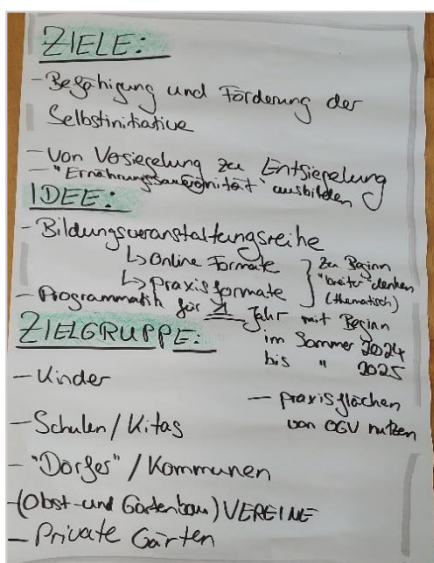 ZIELE:
- Befähigung und Förderung der
Selbstinitiative
- von Versiegelung zu Entsiegelung
- "Ernährungssouveränität" ausbilden
IDEE:
- Bildungsveranstaltungsreihe
↳ Online Formate
↳ praxisformate
} zu Beginn
"breiter" denken
(thematisch)
- Programmatik für 1 Jahr mit Beginn
im Sommer 2024
bis " 2025
ZIELGRUPPE:
- Kinder
- praxisflächen
von OGV nutzen
- Schulen / Kitas
- "Dörfer" / Kommunen
- (Obst- und Gartenbau) VEREINE
- Private Gärten